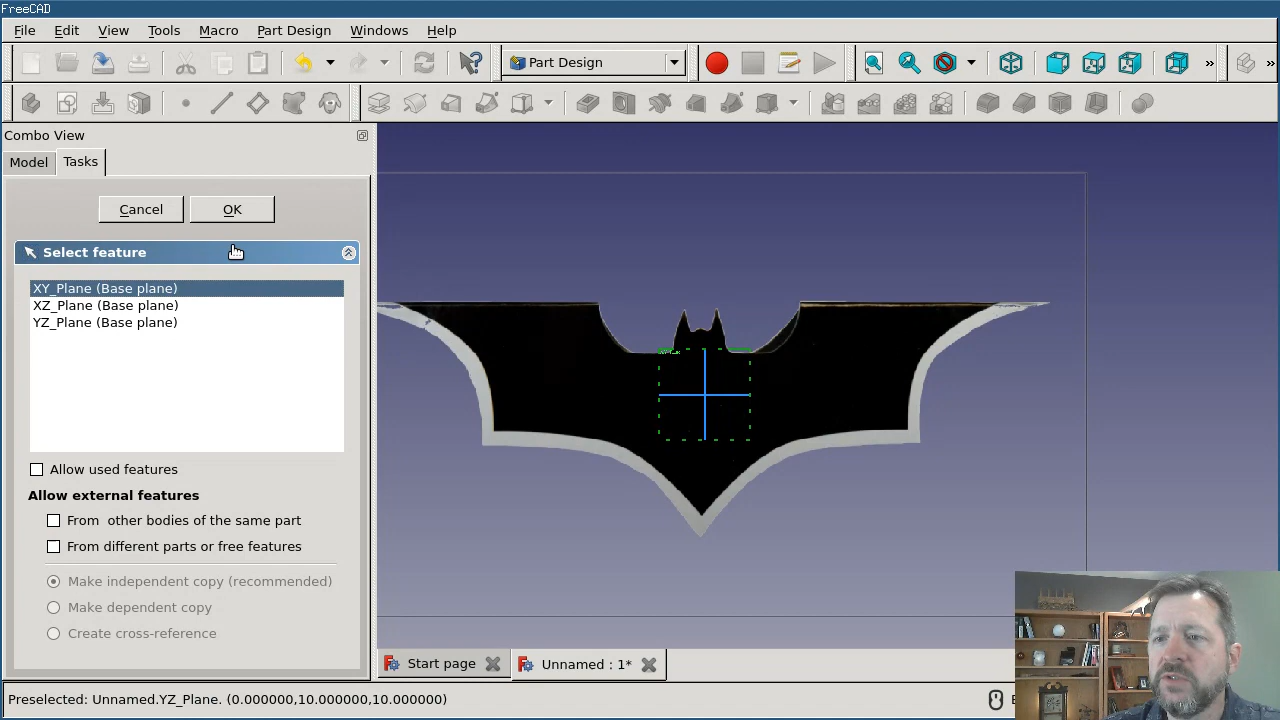 FreeCAD
File Edit View Tools Macro Part Design Windows Help
Part Design
» »
Combo View
Model Tasks
Cancel OK
Select feature
XY_Plane (Base plane)
XZ_Plane (Base plane)
YZ_Plane (Base plane)
Allow used features
Allow external features
From other bodies of the same part
From different parts or free features
Make independent copy (recommended)
Make dependent copy
Create cross-reference
Start page Unnamed : 1*
Preselected: Unnamed.YZ_Plane. (0.000000,10.000000,10.000000)